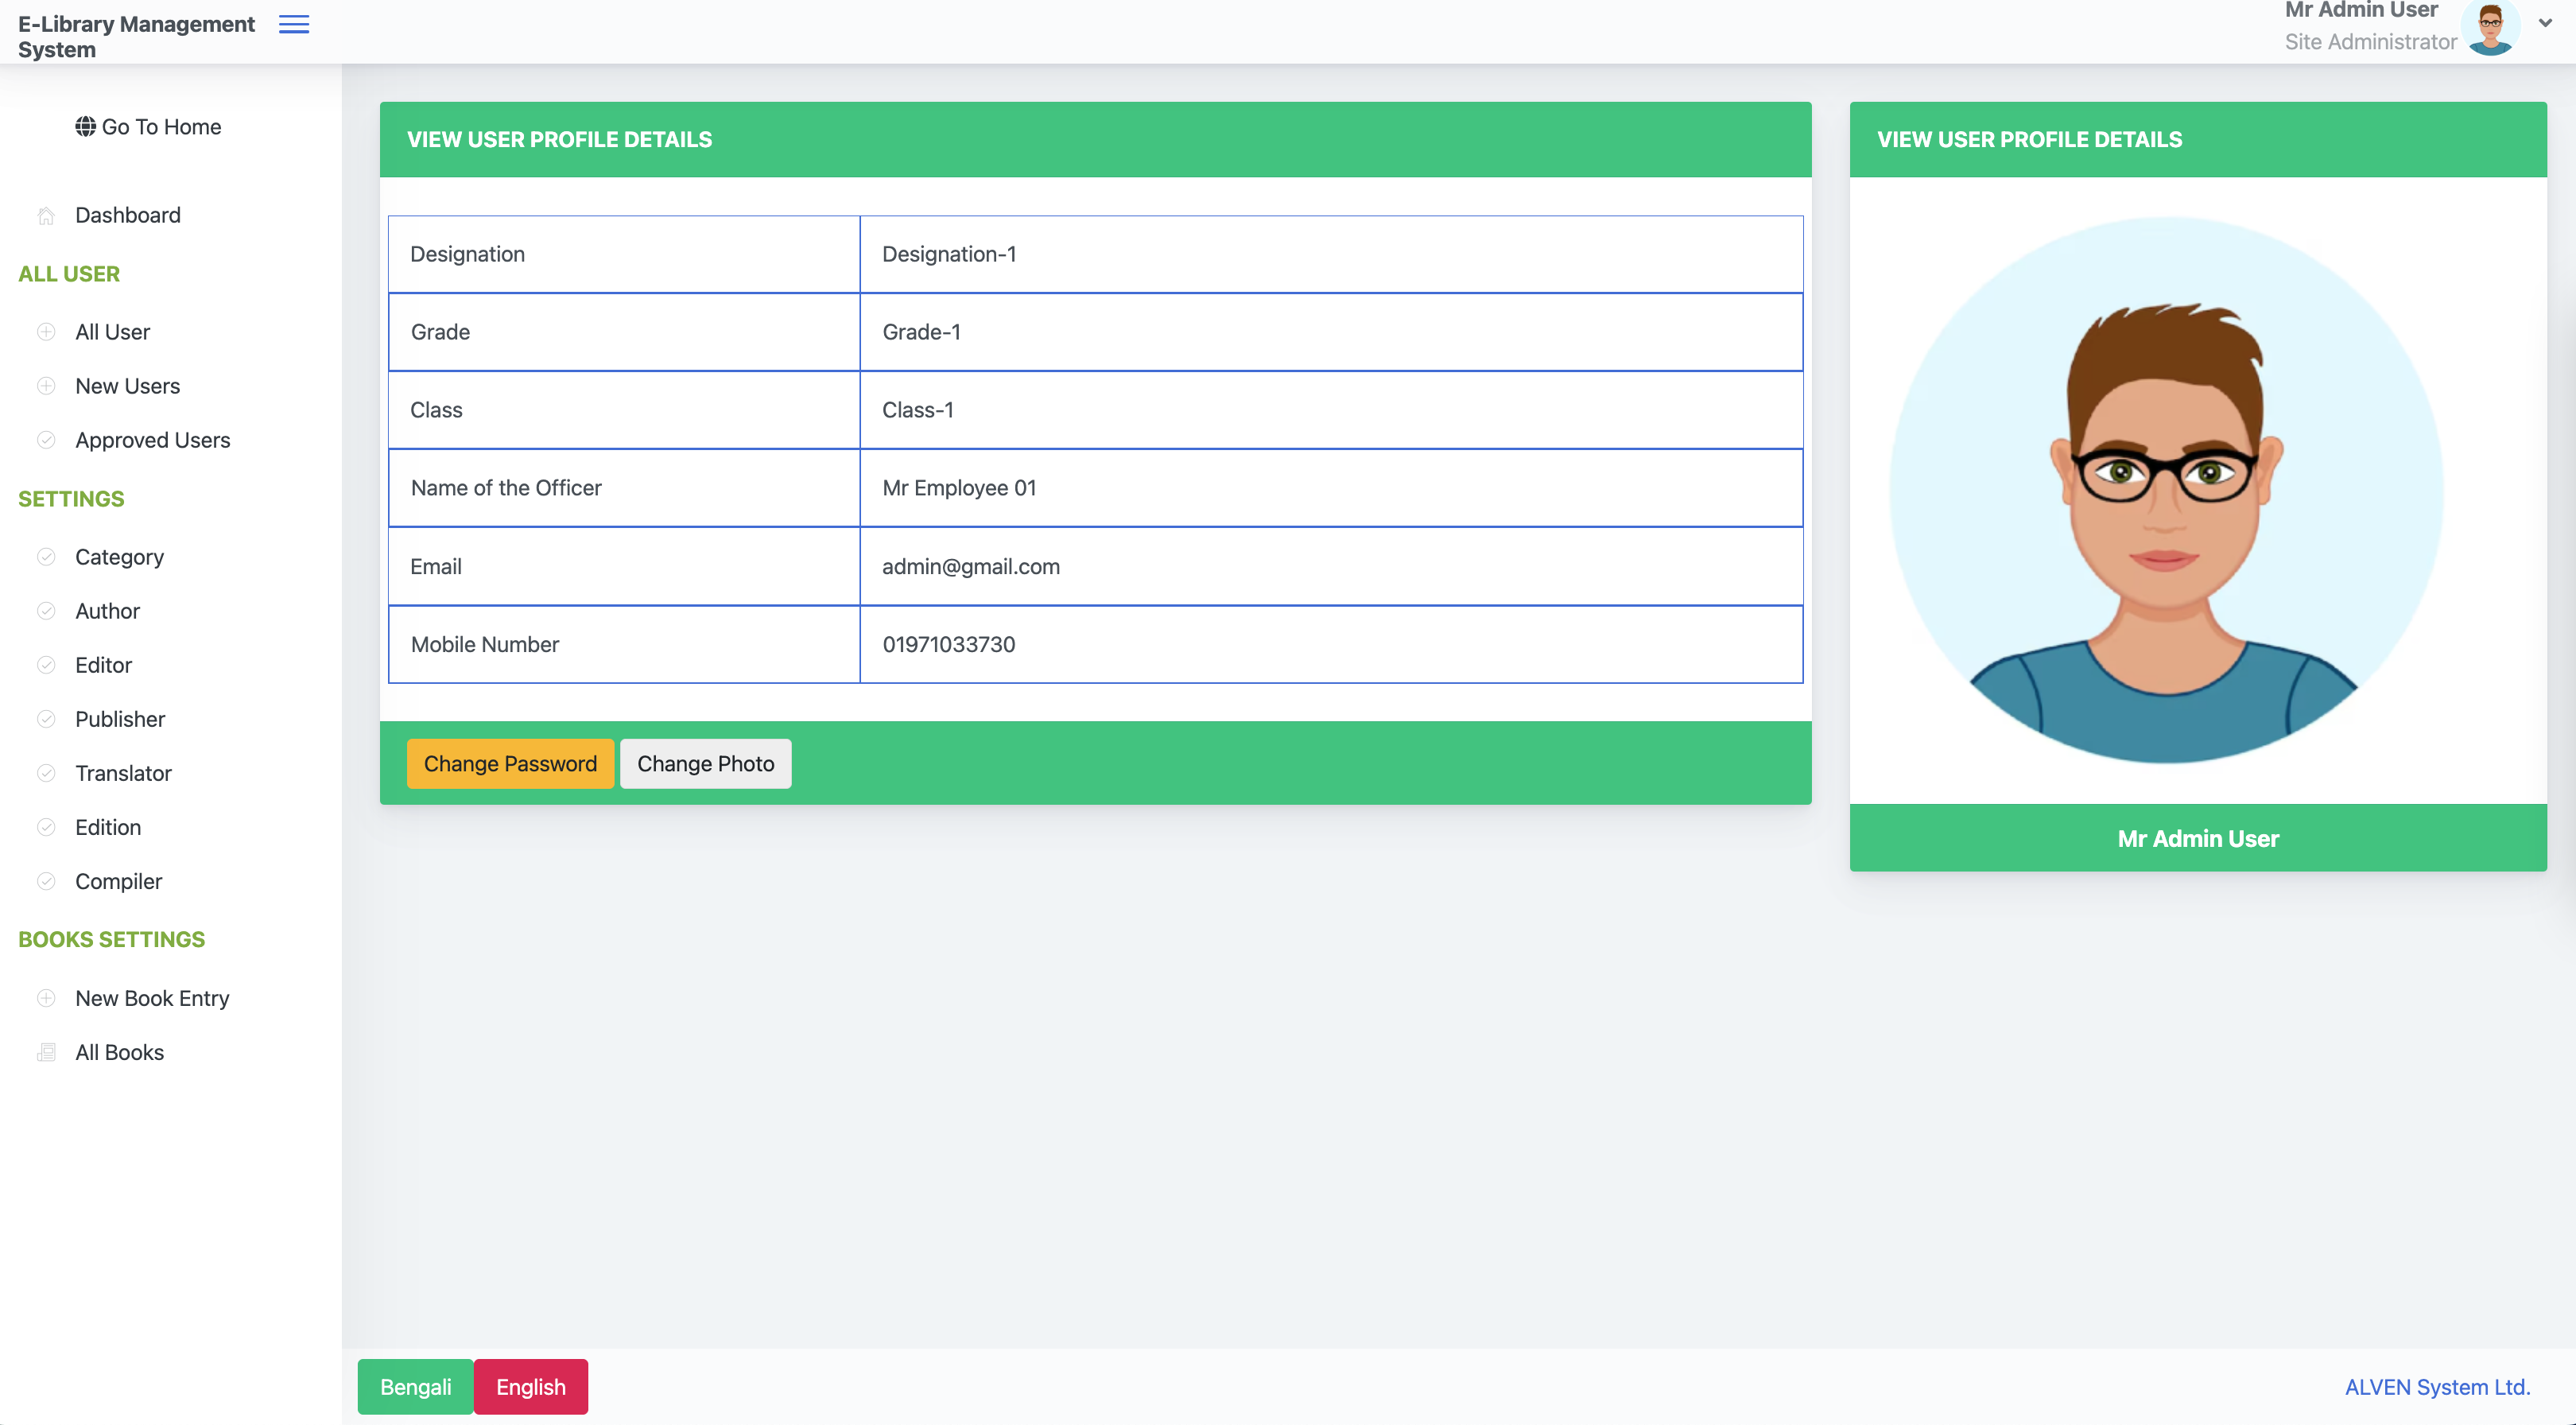 E-Library Management
System
Mr Admin User
Site Administrator
Go To Home
Dashboard
ALL USER
All User
New Users
Approved Users
SETTINGS
Category
Author
Editor
Publisher
Translator
Edition
Compiler
BOOKS SETTINGS
New Book Entry
All Books
VIEW USER PROFILE DETAILS
Designation Designation-1
Grade Grade-1
Class Class-1
Name of the Officer Mr Employee 01
Email admin@gmail.com
Mobile Number 01971033730
Change Password Change Photo
VIEW USER PROFILE DETAILS
Mr Admin User
Bengali English
ALVEN System Ltd.